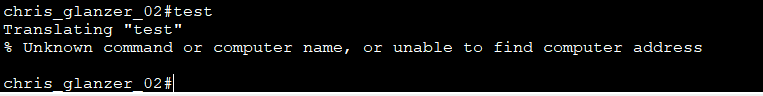 chris_glanzer_02#test
Translating "test"
% Unknown command or computer name, or unable to find computer address
chris_glanzer_02#